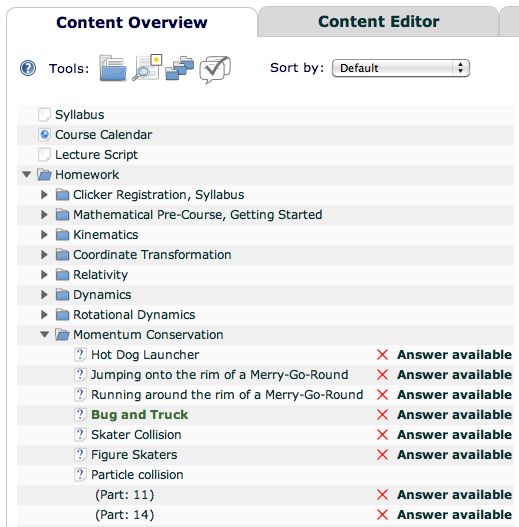 Content Overview Content Editor
Tools: Sort by: Default
Syllabus
Course Calendar
Lecture Script
Homework
Clicker Registration, Syllabus
Mathematical Pre-Course, Getting Started
Kinematics
Coordinate Transformation
Relativity
Dynamics
Rotational Dynamics
Momentum Conservation
Hot Dog Launcher Answer available
Jumping onto the rim of a Merry-Go-Round Answer available
Running around the rim of a Merry-Go-Round Answer available
Bug and Truck Answer available
Skater Collision Answer available
Figure Skaters Answer available
Particle collision
(Part: 11) Answer available
(Part: 14) Answer available